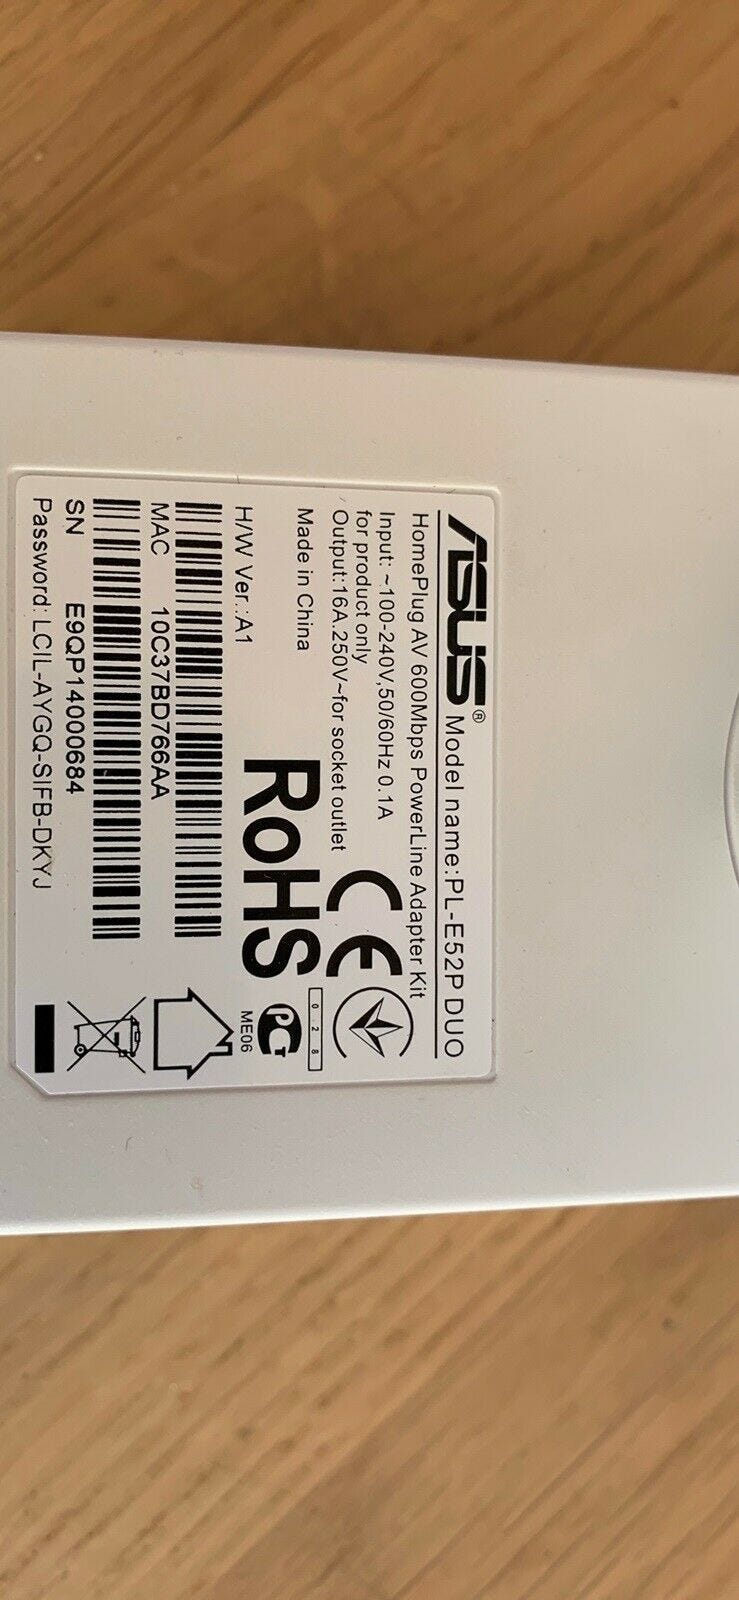 ASUS® Model name:PL-E52P DUO
HomePlug AV 600Mbps PowerLine Adapter Kit
Input: ~100-240V,50/60Hz 0.1A
for product only
Output:16A 250V~for socket outlet
Made in China
CE
028
H/W Ver.:A1
RoHS
PG
ME06
MAC 10C37BD766AA
SN E9QP14000684
Password: LCIL-AYGQ-SIFB-DKYJ